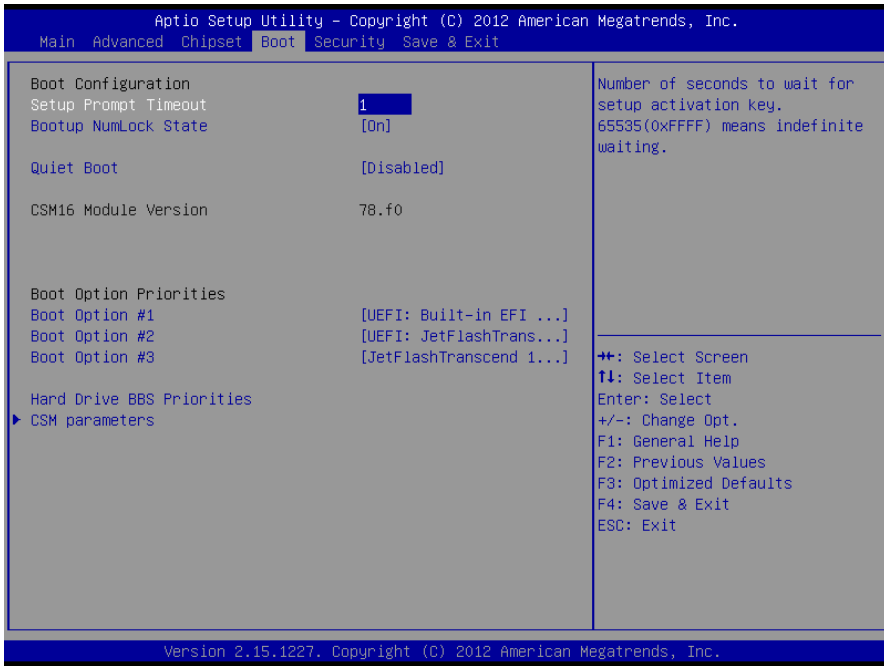 Aptio Setup Utility – Copyright (C) 2012 American Megatrends, Inc.
Main Advanced Chipset Boot Security Save & Exit
Boot Configuration
Setup Prompt Timeout 1
Bootup NumLock State [On]
Quiet Boot [Disabled]
CSM16 Module Version 78.f0
Boot Option Priorities
Boot Option #1 [UEFI: Built-in EFI ...]
Boot Option #2 [UEFI: JetFlashTrans...]
Boot Option #3 [JetFlashTranscend 1...]
Hard Drive BBS Priorities
CSM parameters
Number of seconds to wait for
setup activation key.
65535(0xFFFF) means indefinite
waiting.
→←: Select Screen
↑↓: Select Item
Enter: Select
+/-: Change Opt.
F1: General Help
F2: Previous Values
F3: Optimized Defaults
F4: Save & Exit
ESC: Exit
Version 2.15.1227. Copyright (C) 2012 American Megatrends, Inc.